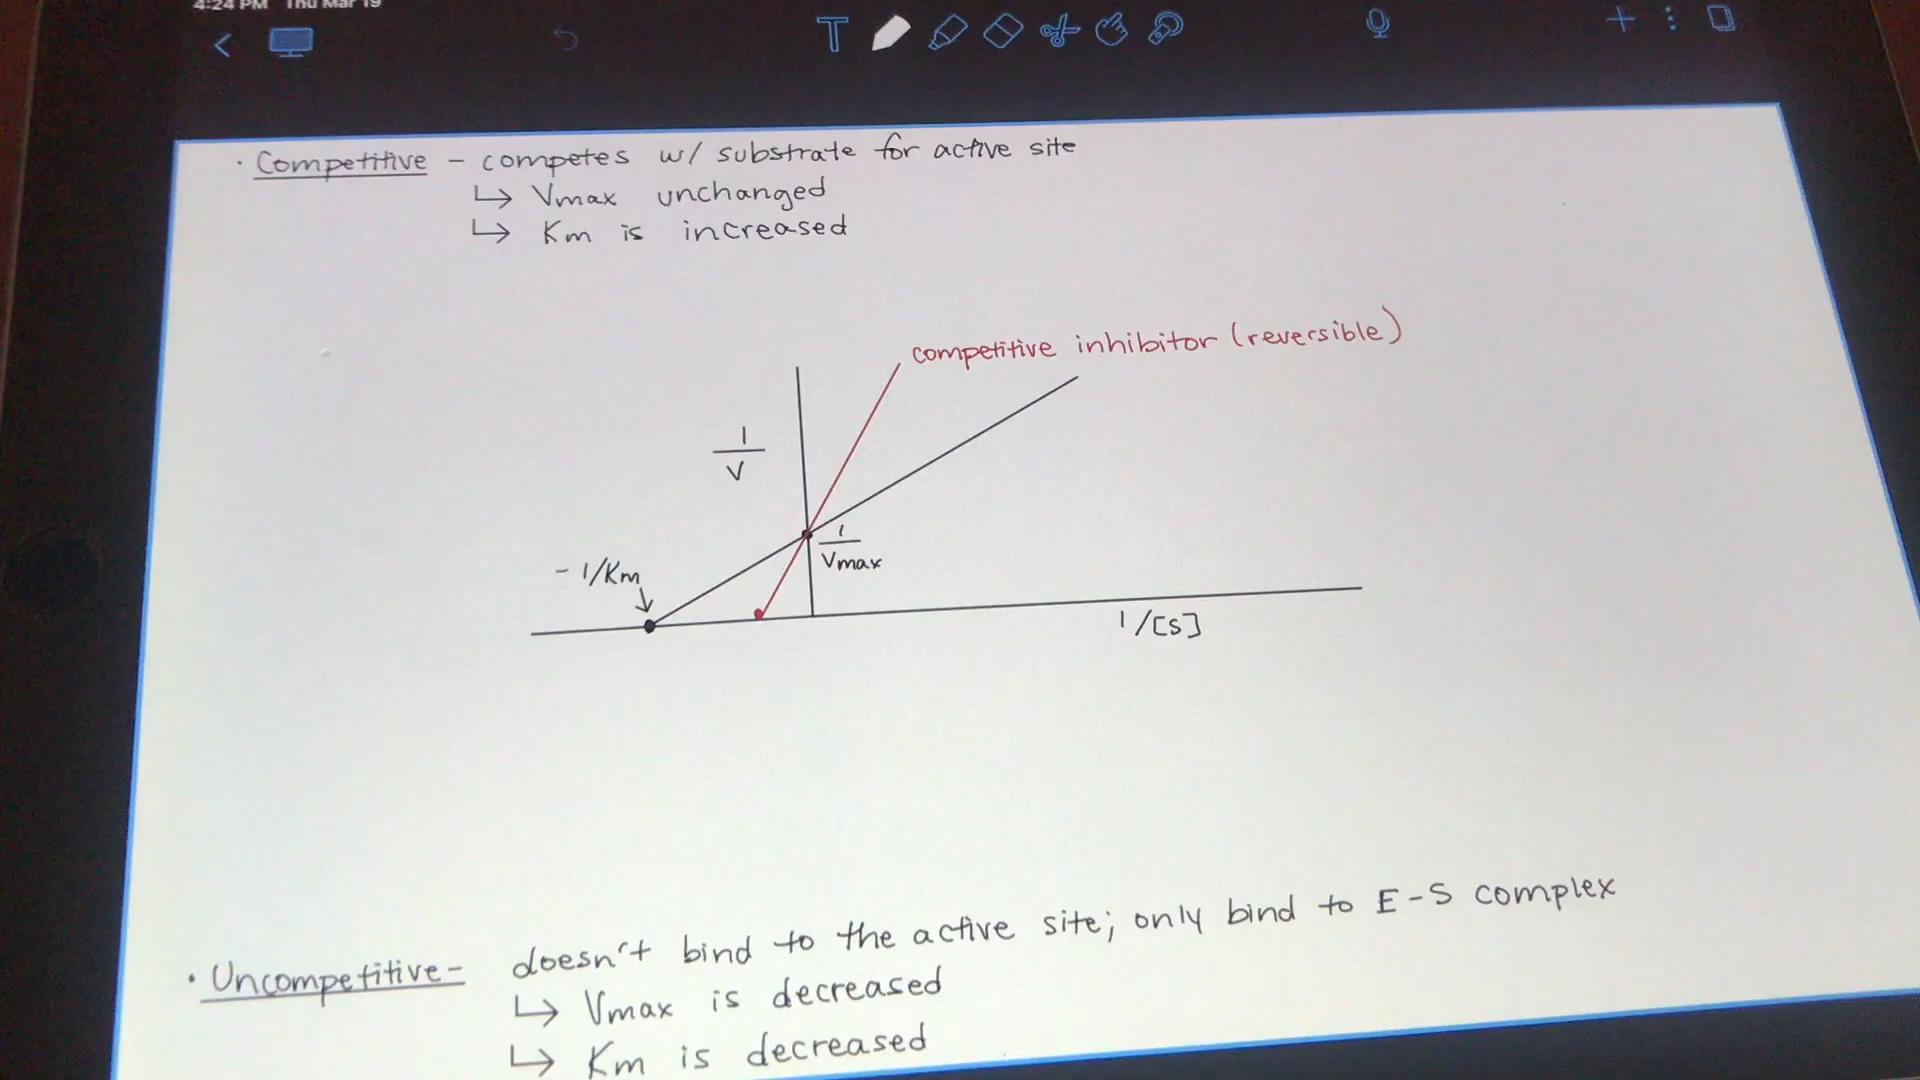 4:24 PM Thu Mar 19
T
• Competitive - competes w/ substrate for active site
↳ Vmax unchanged
↳ Km is increased
competitive inhibitor (reversible)
1
V
1
Vmax
- 1/Km
1/[S]
• Uncompetitive - doesn't bind to the active site; only bind to E-S complex
↳ Vmax is decreased
↳ Km is decreased